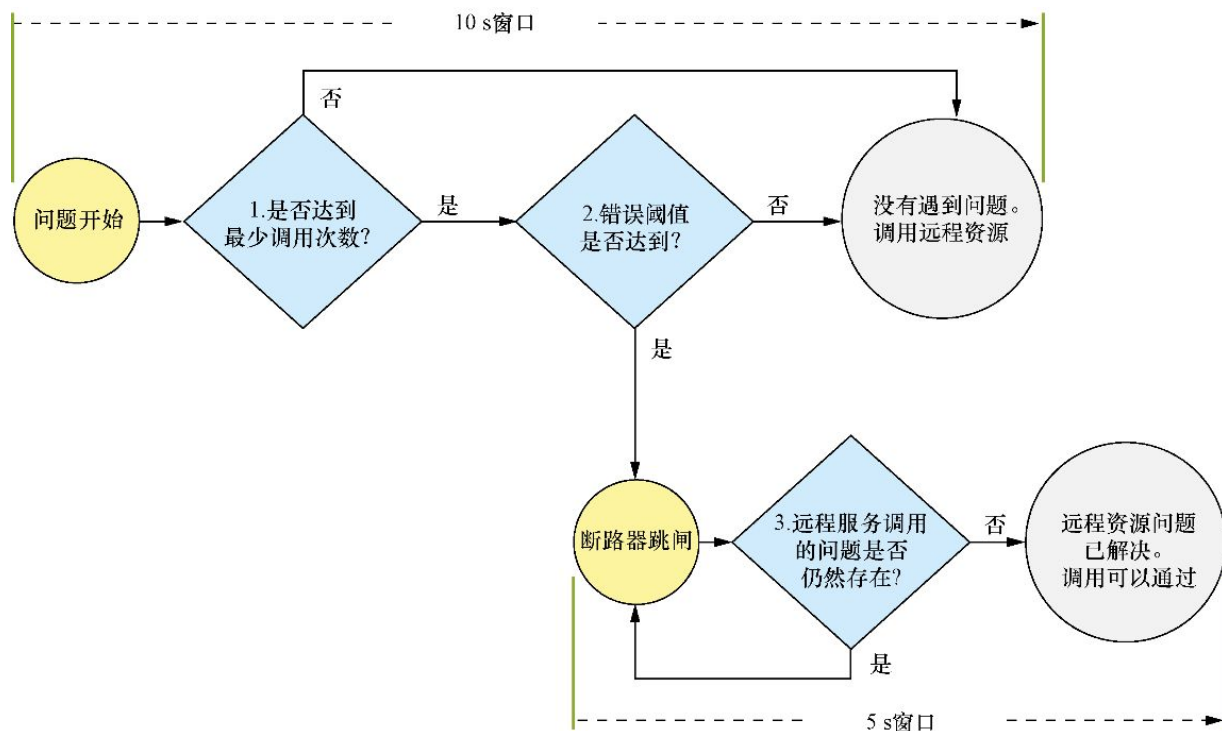 10 s窗口
否
问题开始
1.是否达到
最少调用次数?
是
2.错误阈值
是否达到?
否
没有遇到问题。
调用远程资源
是
断路器跳闸
3.远程服务调用
的问题是否
仍然存在?
否
远程资源问题
已解决。
调用可以通过
是
5 s窗口